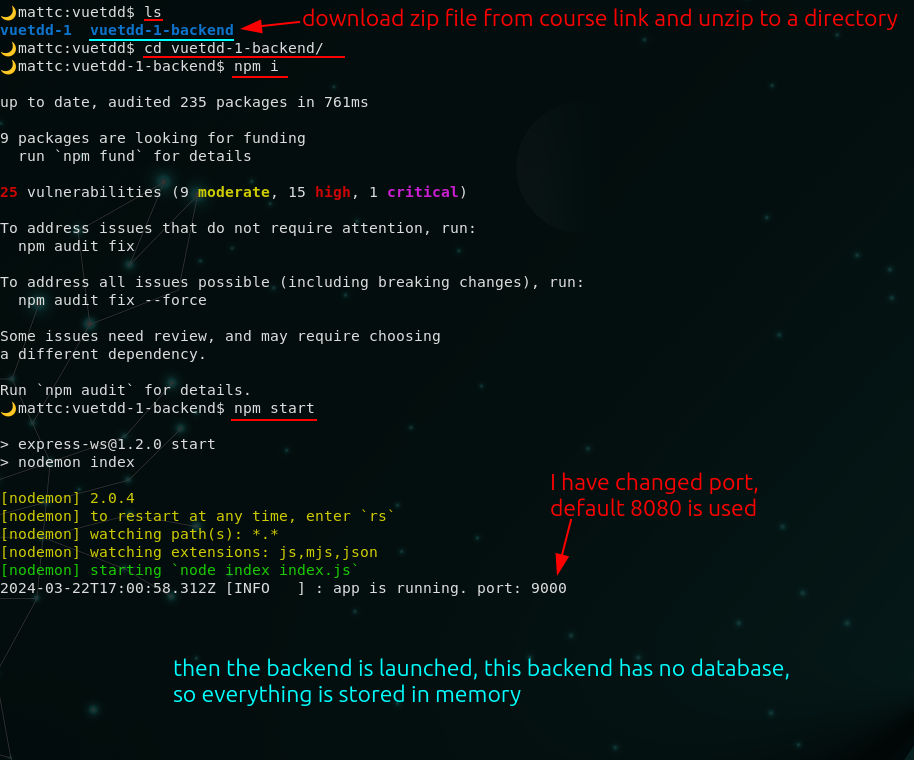 🌙mattc:vuetdd$ ls
download zip file from course link and unzip to a directory
vuetdd-1  vuetdd-1-backend
🌙mattc:vuetdd$ cd vuetdd-1-backend/
🌙mattc:vuetdd-1-backend$ npm i
up to date, audited 235 packages in 761ms
9 packages are looking for funding
  run `npm fund` for details
25 vulnerabilities (9 moderate, 15 high, 1 critical)
To address issues that do not require attention, run:
  npm audit fix
To address all issues possible (including breaking changes), run:
  npm audit fix --force
Some issues need review, and may require choosing
a different dependency.
Run `npm audit` for details.
🌙mattc:vuetdd-1-backend$ npm start
> express-ws@1.2.0 start
> nodemon index
I have changed port,
default 8080 is used
[nodemon] 2.0.4
[nodemon] to restart at any time, enter `rs`
[nodemon] watching path(s): *.*
[nodemon] watching extensions: js,mjs,json
[nodemon] starting `node index index.js`
2024-03-22T17:00:58.312Z [INFO   ] : app is running. port: 9000
then the backend is launched, this backend has no database,
so everything is stored in memory